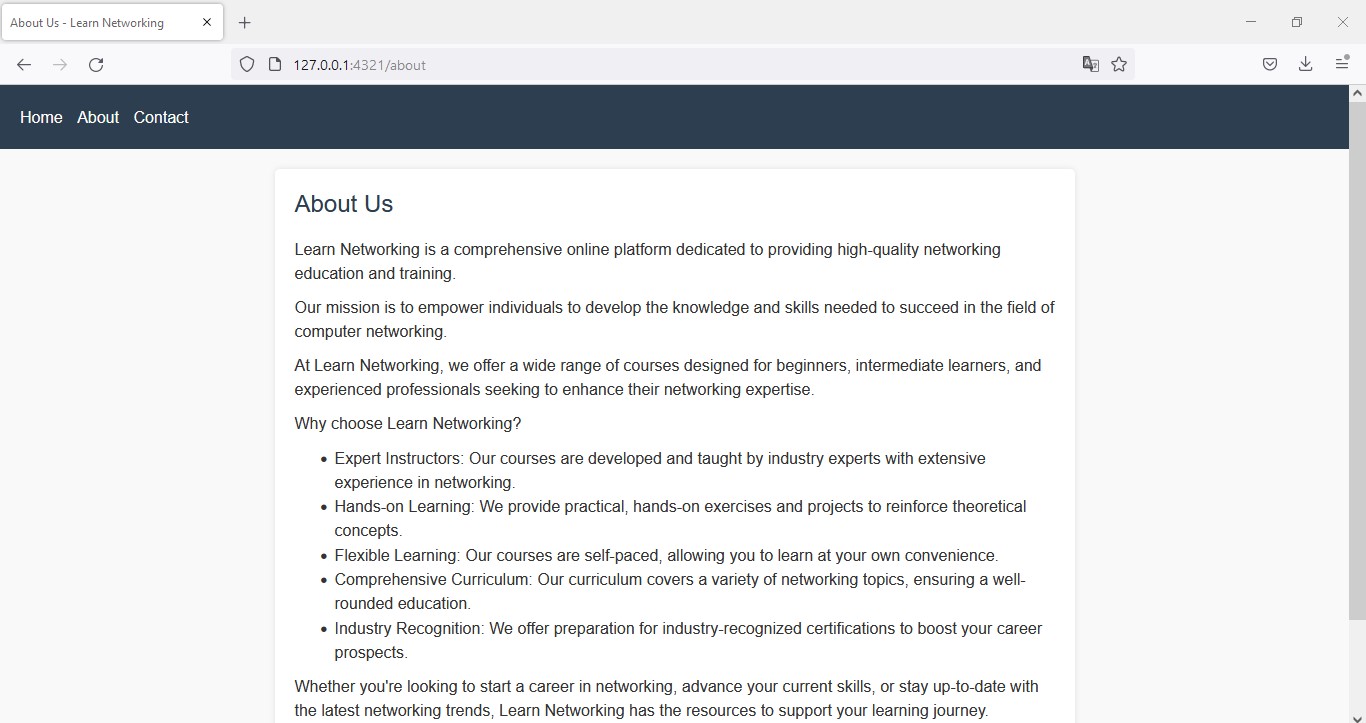 About Us - Learn Networking
127.0.0.1:4321/about
Home About Contact
About Us
Learn Networking is a comprehensive online platform dedicated to providing high-quality networking
education and training.
Our mission is to empower individuals to develop the knowledge and skills needed to succeed in the field of
computer networking.
At Learn Networking, we offer a wide range of courses designed for beginners, intermediate learners, and
experienced professionals seeking to enhance their networking expertise.
Why choose Learn Networking?
• Expert Instructors: Our courses are developed and taught by industry experts with extensive
experience in networking.
• Hands-on Learning: We provide practical, hands-on exercises and projects to reinforce theoretical
concepts.
• Flexible Learning: Our courses are self-paced, allowing you to learn at your own convenience.
• Comprehensive Curriculum: Our curriculum covers a variety of networking topics, ensuring a well-
rounded education.
• Industry Recognition: We offer preparation for industry-recognized certifications to boost your career
prospects.
Whether you're looking to start a career in networking, advance your current skills, or stay up-to-date with
the latest networking trends, Learn Networking has the resources to support your learning journey.